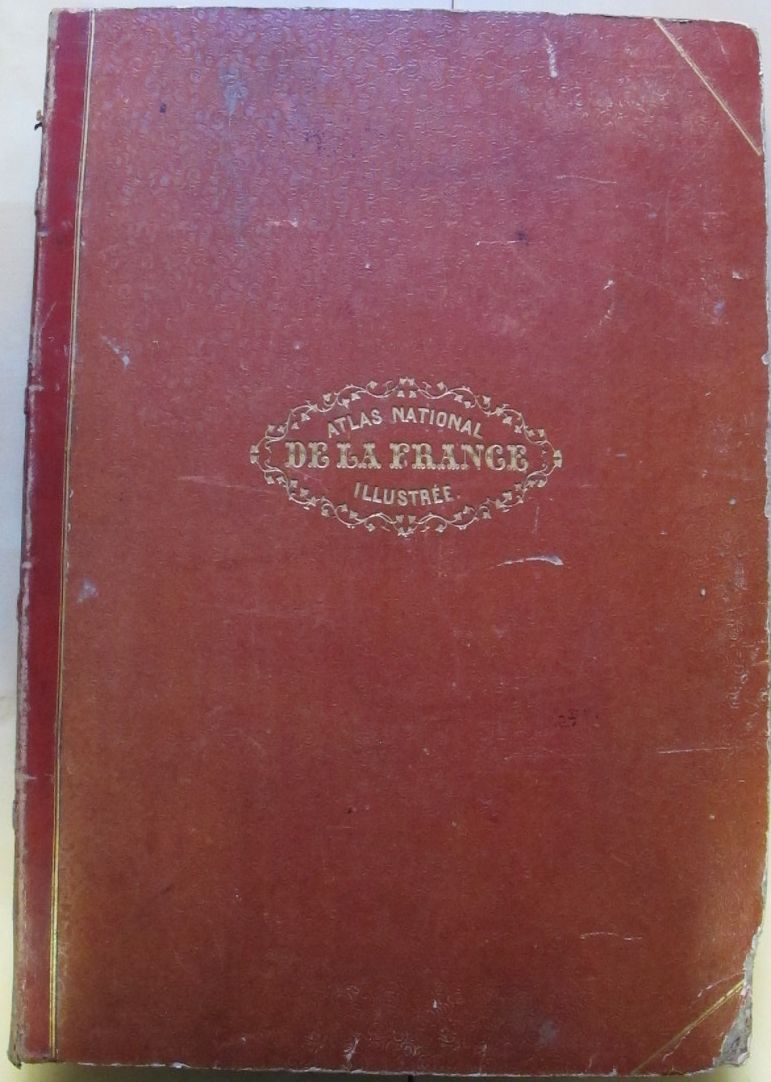 ATLAS NATIONAL
DE LA FRANCE
ILLUSTRÉE.